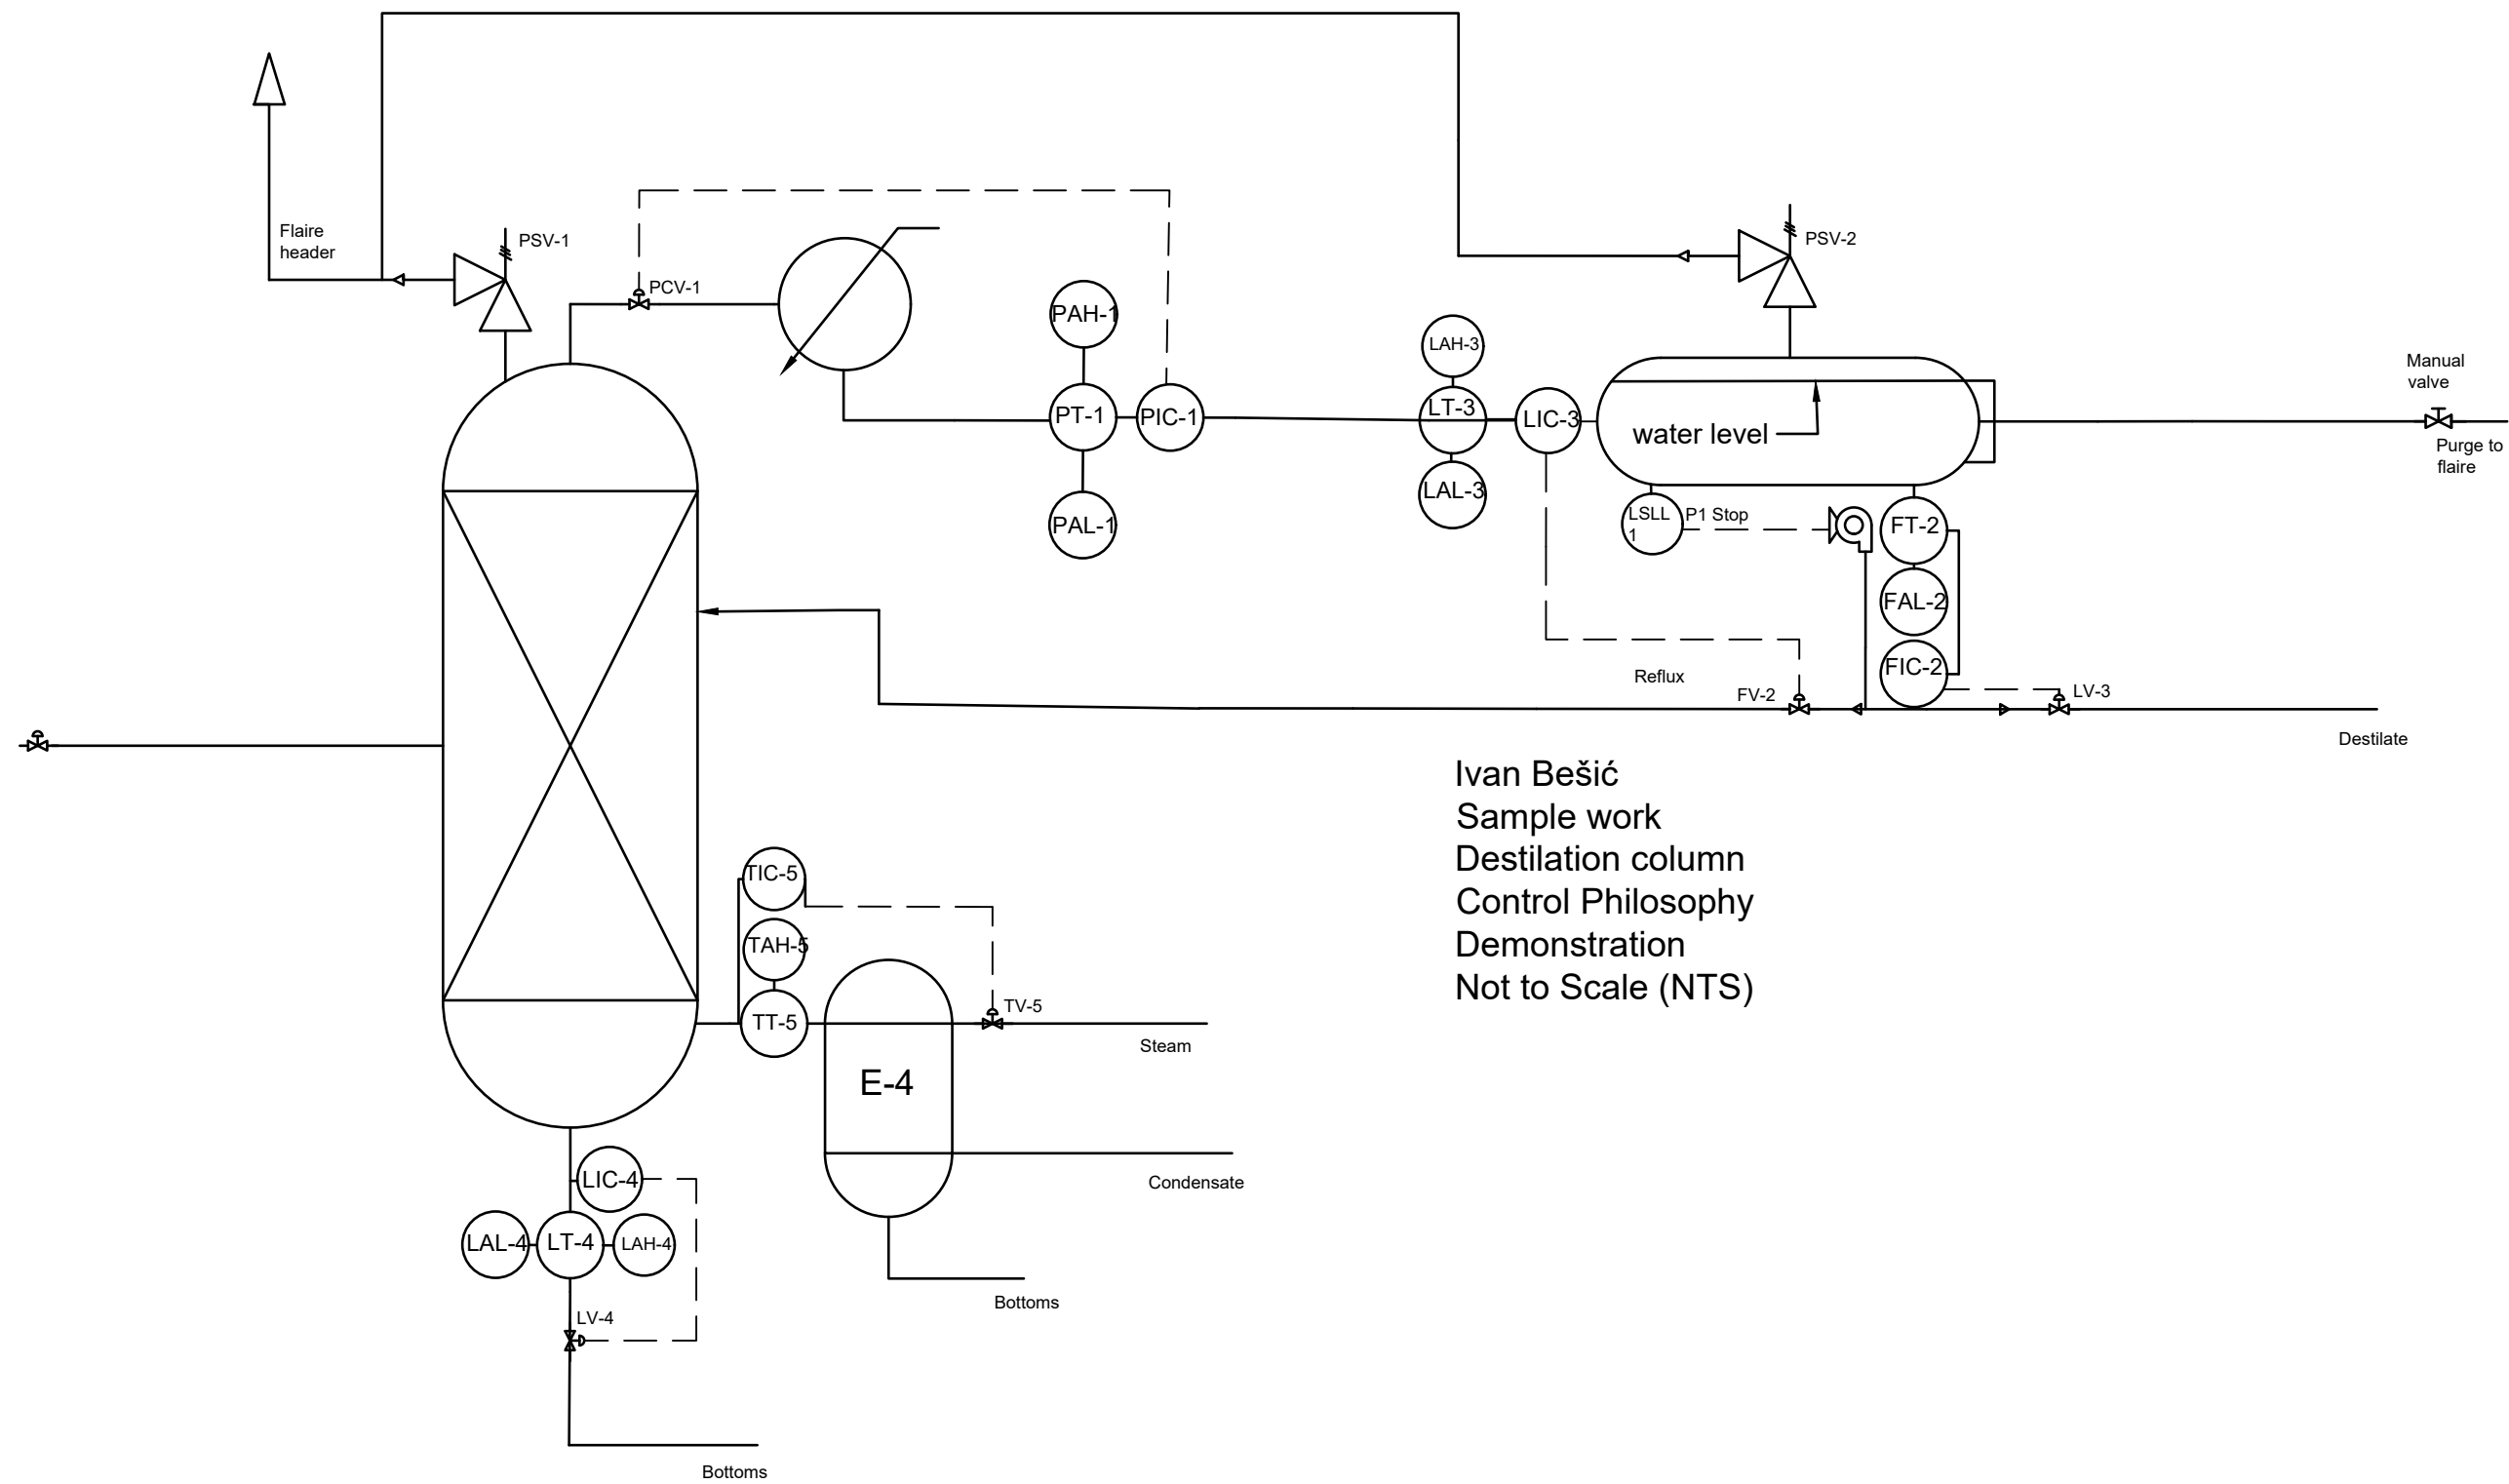 Flaire
header
PSV-1
PCV-1
PSV-2
PAH-1
PT-1
PIC-1
PAL-1
LAH-3
LT-3
LIC-3
LAL-3
water level
Manual
valve
Purge to
flaire
LSLL
1
P1 Stop
FT-2
FAL-2
FIC-2
Reflux
FV-2
LV-3
Destilate
Ivan Bešić
Sample work
Destilation column
Control Philosophy
Demonstration
Not to Scale (NTS)
TIC-5
TAH-5
TT-5
TV-5
Steam
E-4
Condensate
Bottoms
LIC-4
LAL-4
LT-4
LAH-4
LV-4
Bottoms